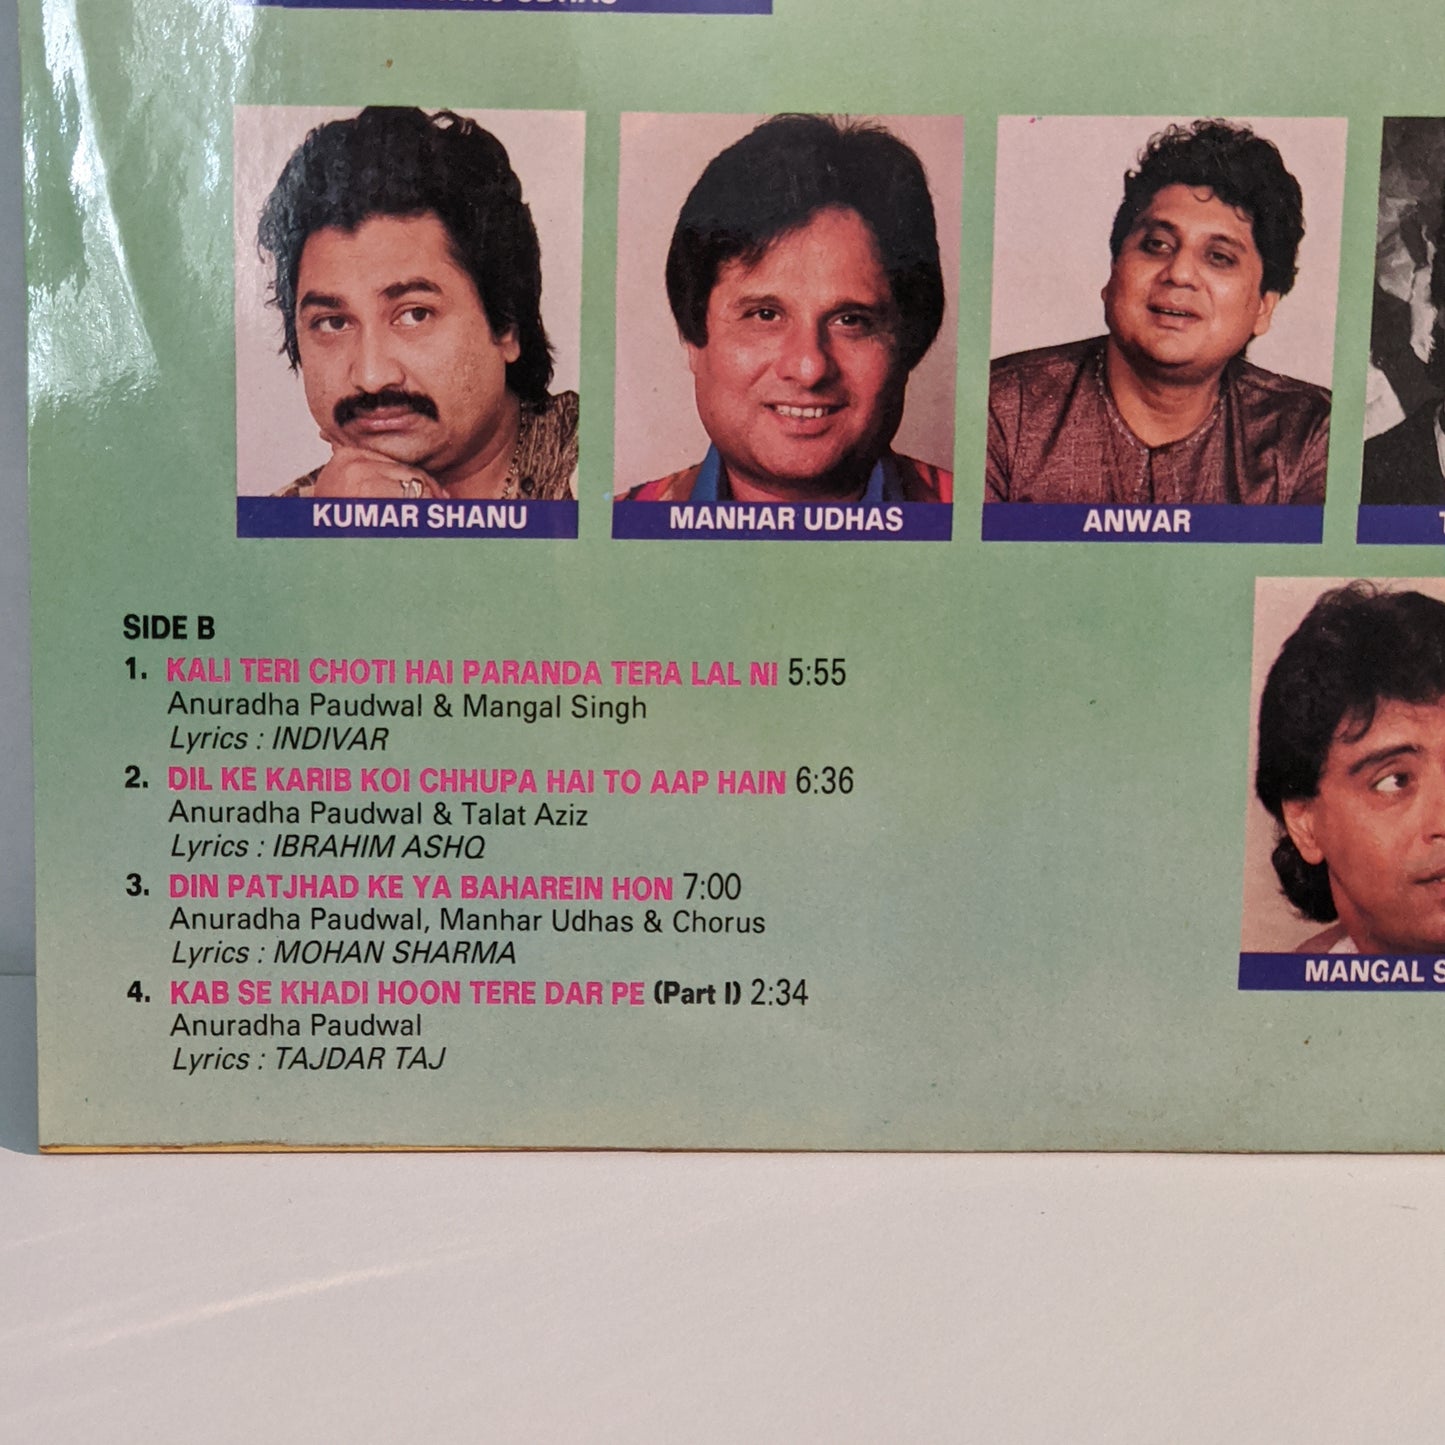 UDHAS
KUMAR SHANU
MANHAR UDHAS
ANWAR
SIDE B
1. KALI TERI CHOTI HAI PARANDA TERA LAL NI 5:55
Anuradha Paudwal & Mangal Singh
Lyrics : INDIVAR
2. DIL KE KARIB KOI CHHUPA HAI TO AAP HAIN 6:36
Anuradha Paudwal & Talat Aziz
Lyrics : IBRAHIM ASHQ
3. DIN PATJHAD KE YA BAHAREIN HON 7:00
Anuradha Paudwal, Manhar Udhas & Chorus
Lyrics : MOHAN SHARMA
4. KAB SE KHADI HOON TERE DAR PE (Part I) 2:34
Anuradha Paudwal
Lyrics : TAJDAR TAJ
MANGAL S